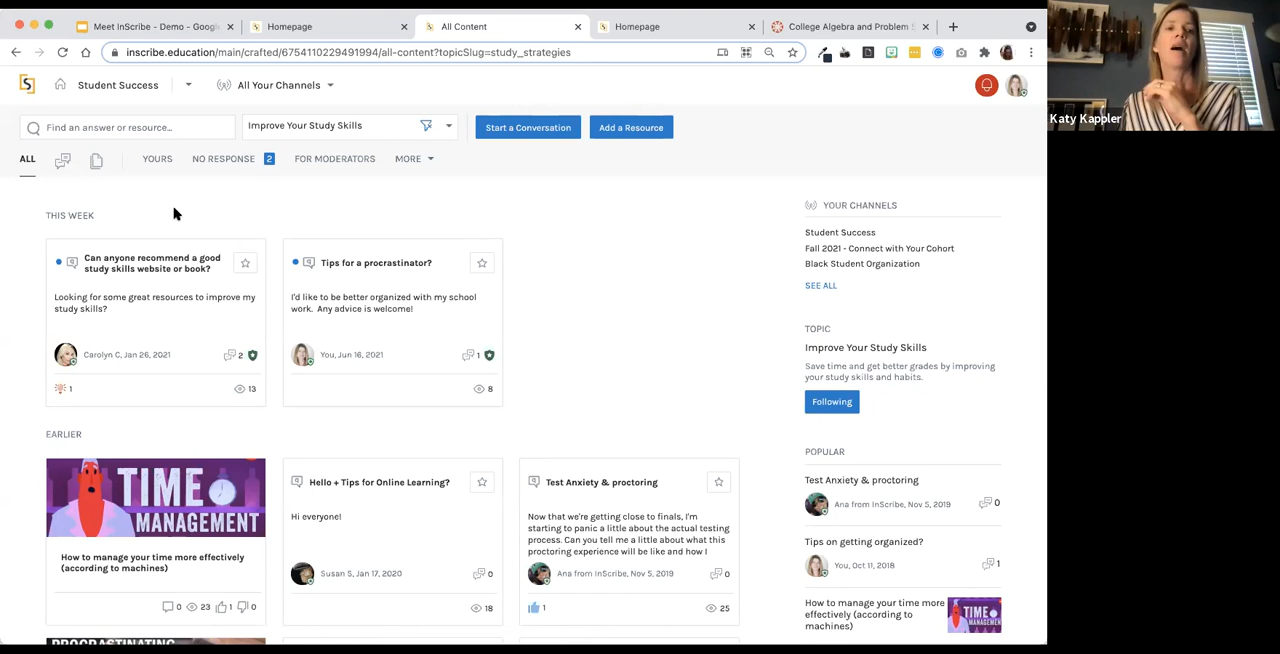 Meet InScribe - Demo - Googl
Homepage
All Content
Homepage
College Algebra and Problem S
inscribe.education/main/crafted/6754110229491994/all-content?topicSlug=study_strategies
Student Success
All Your Channels
Find an answer or resource...
Improve Your Study Skills
Start a Conversation
Add a Resource
ALL
YOURS
NO RESPONSE 2
FOR MODERATORS
MORE
THIS WEEK
Can anyone recommend a good
study skills website or book?
Looking for some great resources to improve my
study skills?
Carolyn C, Jan 26, 2021
2
1
13
Tips for a procrastinator?
I'd like to be better organized with my school
work. Any advice is welcome!
You, Jun 16, 2021
1
8
EARLIER
TIME
MANAGEMENT
How to manage your time more effectively
(according to machines)
0 23 1 0
Hello + Tips for Online Learning?
Hi everyone!
Susan S, Jan 17, 2020
0
18
Test Anxiety & proctoring
Now that we're getting close to finals, I'm
starting to panic a little about the actual testing
process. Can you tell me a little about what this
proctoring experience will be like and how I
Ana from InScribe, Nov 5, 2019
0
1
25
PROCRASTINATING
YOUR CHANNELS
Student Success
Fall 2021 - Connect with Your Cohort
Black Student Organization
SEE ALL
TOPIC
Improve Your Study Skills
Save time and get better grades by improving
your study skills and habits.
Following
POPULAR
Test Anxiety & proctoring
Ana from InScribe, Nov 5, 2019
0
Tips on getting organized?
You, Oct 11, 2018
1
How to manage your time more
effectively (according to
machines)
TIME
MANAGEMENT
Katy Kappler